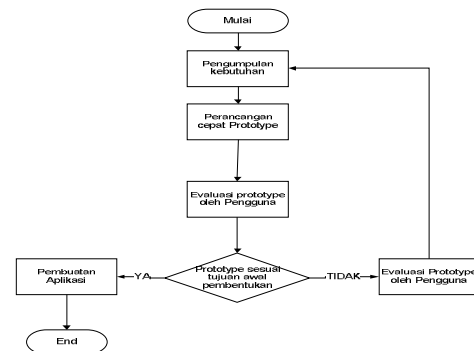 Mulai
Pengumpulan
kebutuhan
Perancangan
cepat Prototype
Evaluasi prototype
oleh Pengguna
Prototype sesuai
tujuan awal
pembentukan
YA
TIDAK
Pembuatan
Aplikasi
Evaluasi Prototype
oleh Pengguna
End